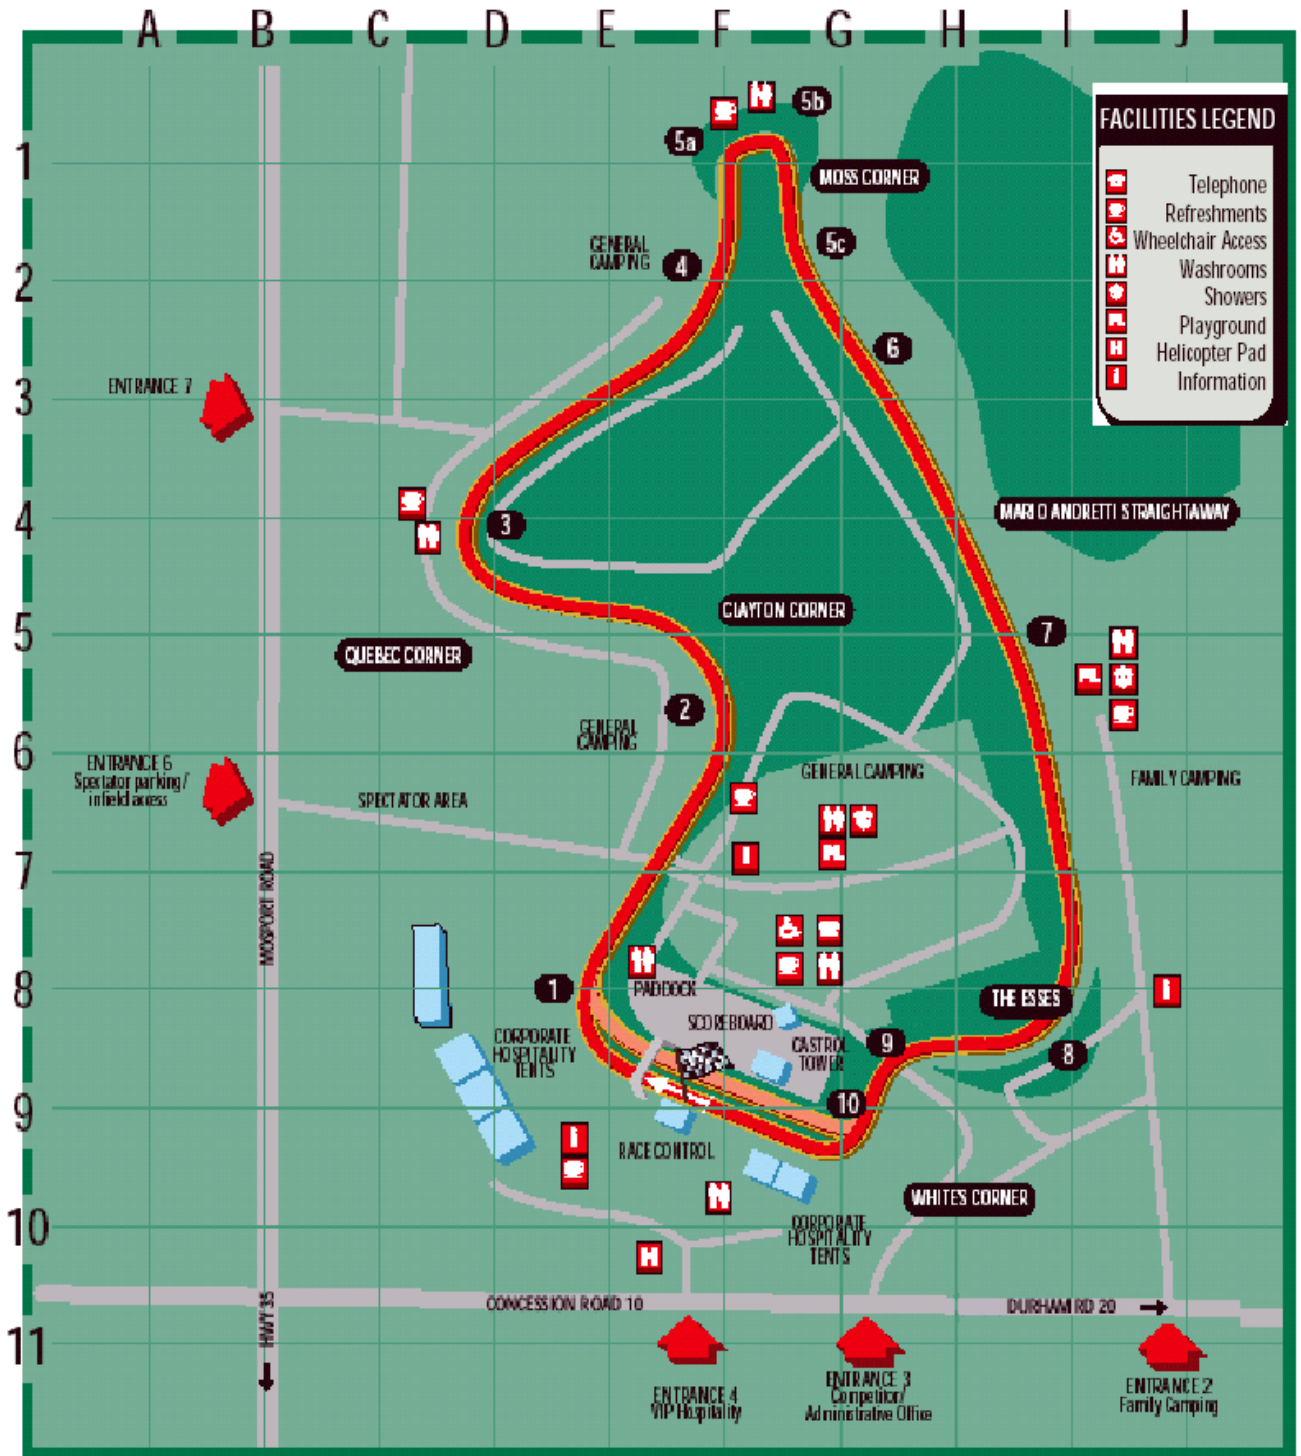 A B C D E F G H I J
1
2
3
4
5
6
7
8
9
10
11
FACILITIES LEGEND
Telephone
Refreshments
Wheelchair Access
Washrooms
Showers
Playground
Helicopter Pad
Information
5b
5a
MOSS CORNER
5c
GENERAL
CAMPING
4
6
ENTRANCE 7
3
MARIO ANDRETTI STRAIGHTAWAY
CLAYTON CORNER
7
QUEBEC CORNER
2
GENERAL
CAMPING
ENTRANCE 6
Spectator parking/
infield access
SPECTATOR AREA
GENERAL CAMPING
FAMILY CAMPING
MOSPORT ROAD
1
PADDOCK
THE ESSES
SCOREBOARD
CORPORATE
HOSPITALITY
TENTS
CASTROL
TOWER
9
8
10
RACE CONTROL
WHITE'S CORNER
CORPORATE
HOSPITALITY
TENTS
H
CONCESSION ROAD 10
DURHAM RD 20
HWY 35
ENTRANCE 4
VIP Hospitality
ENTRANCE 3
Competitor/
Administrative Office
ENTRANCE 2
Family Camping